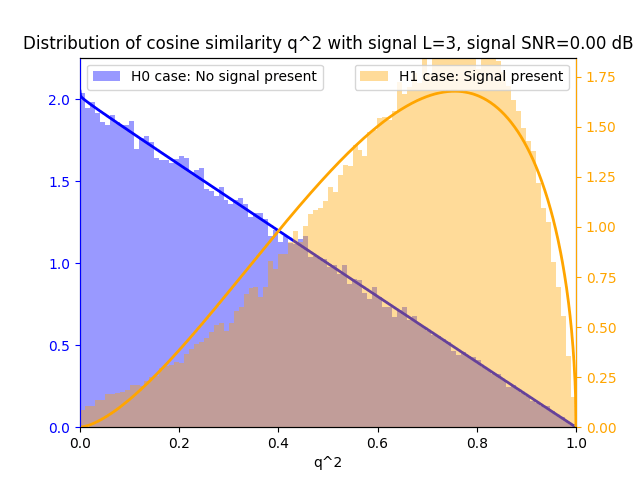 Distribution of cosine similarity q^2 with signal L=3, signal SNR=0.00 dB
H0 case: No signal present
H1 case: Signal present
2.0
1.5
1.0
0.5
0.0
1.75
1.50
1.25
1.00
0.75
0.50
0.25
0.00
0.0 0.2 0.4 0.6 0.8 1.0
q^2